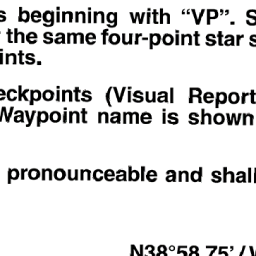 s beginning with “VP”. S
the same four-point star s
ints.
eckpoints (Visual Report
Waypoint name is shown
pronounceable and shall
N38°58.75’/W